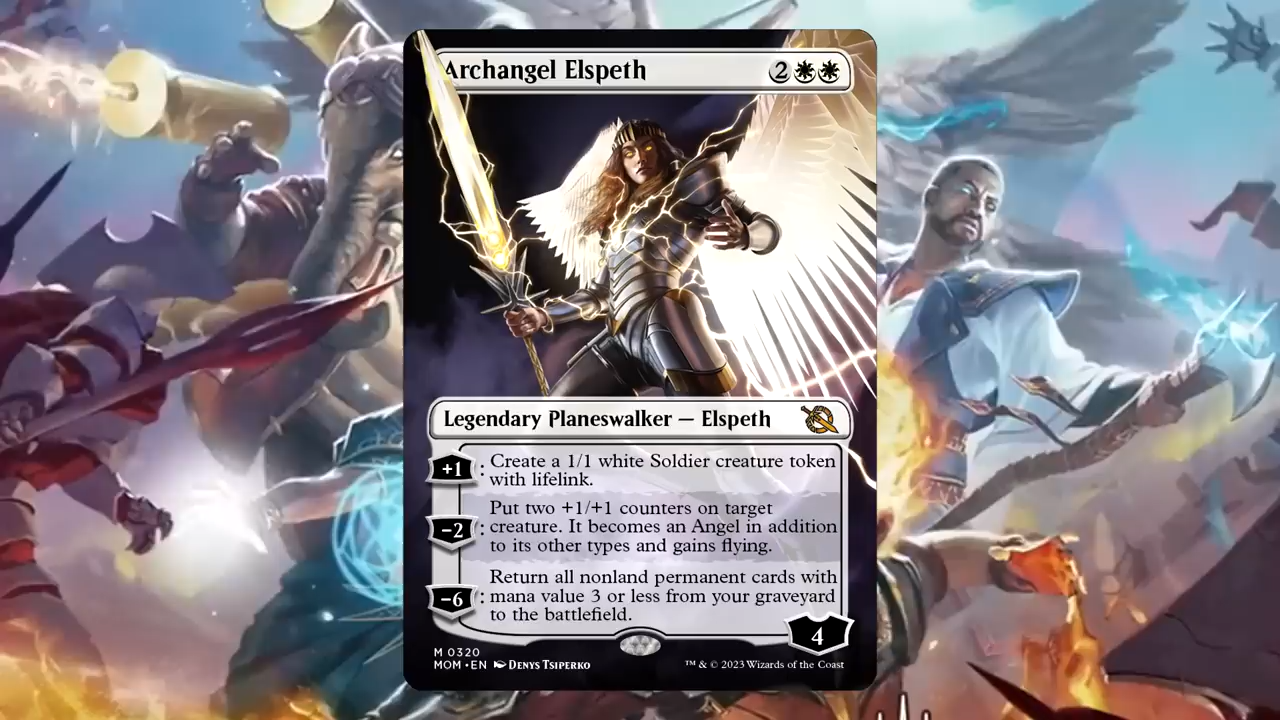 Archangel Elspeth 2
Legendary Planeswalker — Elspeth
+1 : Create a 1/1 white Soldier creature token
with lifelink.
Put two +1/+1 counters on target
−2 : creature. It becomes an Angel in addition
to its other types and gains flying.
Return all nonland permanent cards with
−6 : mana value 3 or less from your graveyard
to the battlefield.
4
M 0320
MOM • EN Denys Tsiperko ™ & © 2023 Wizards of the Coast